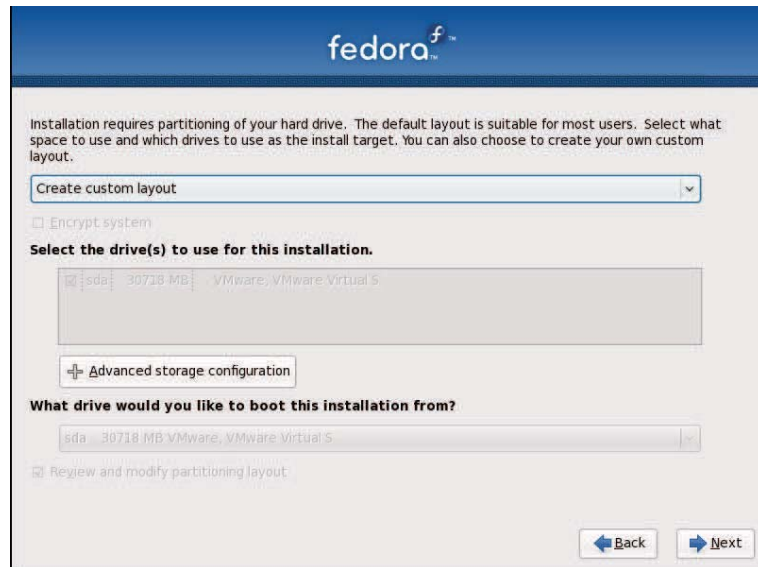 fedora
Installation requires partitioning of your hard drive. The default layout is suitable for most users. Select what
space to use and which drives to use as the install target. You can also choose to create your own custom
layout.
Create custom layout
Encrypt system
Select the drive(s) to use for this installation.
sda 30718 MB VMware, VMware Virtual S
Advanced storage configuration
What drive would you like to boot this installation from?
sda 30718 MB VMware, VMware Virtual S
Review and modify partitioning layout
Back Next